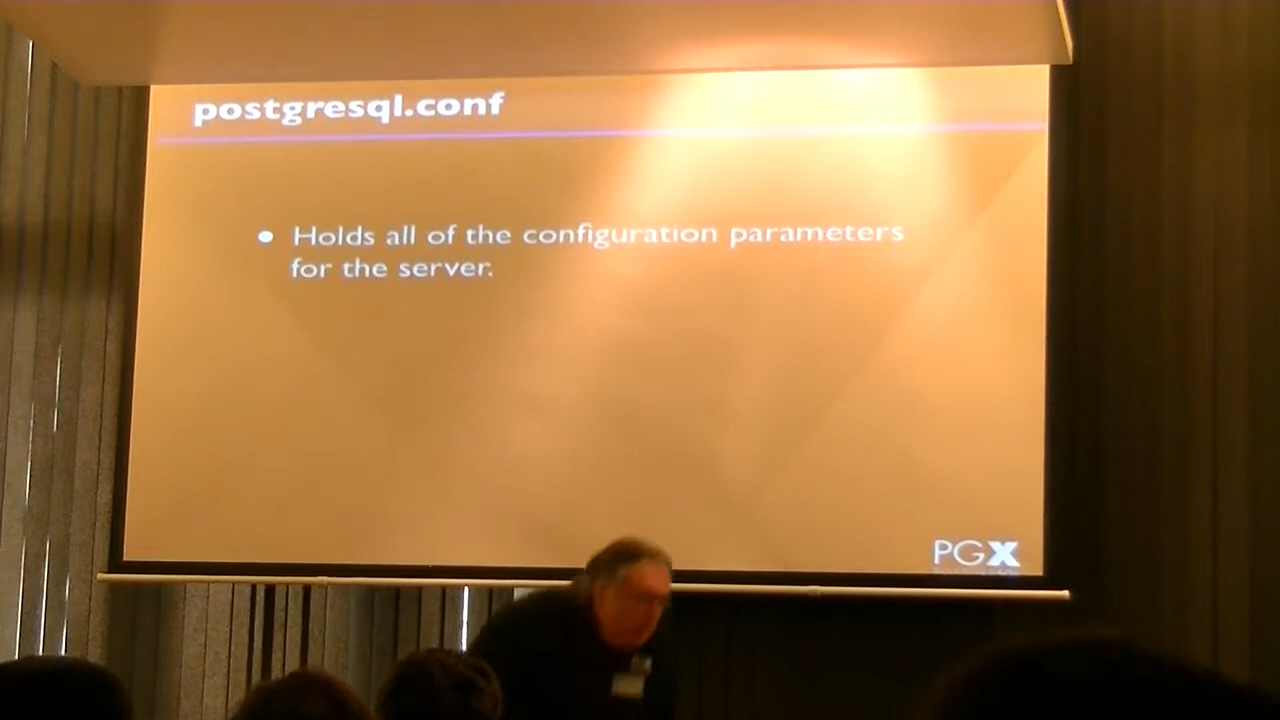 postgresql.conf
• Holds all of the configuration parameters
for the server.
PGX